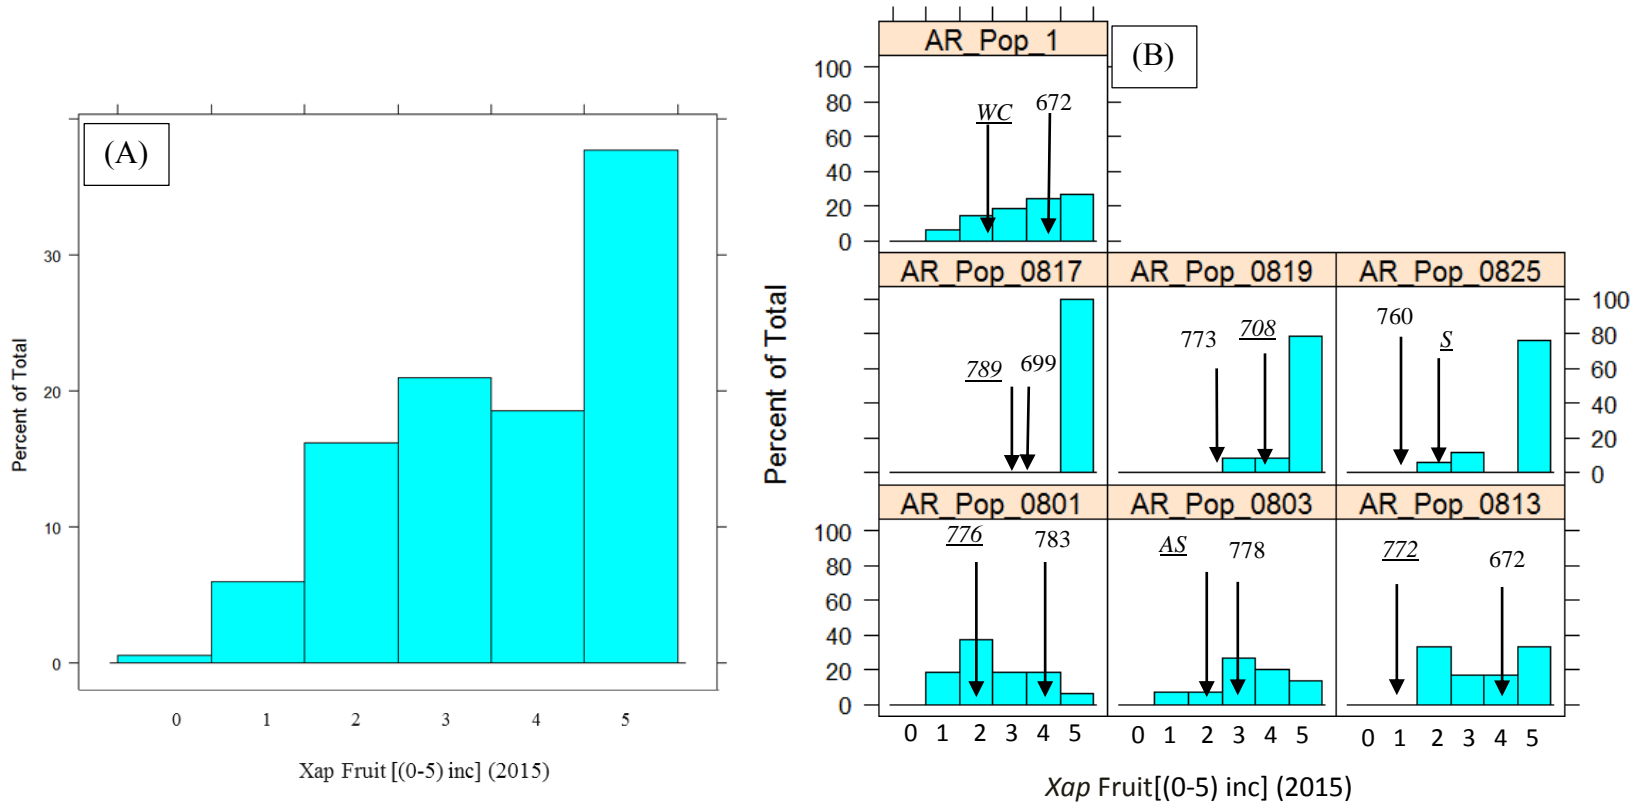 (A)
Percent of Total
30
20
10
0
0 1 2 3 4 5
Xap Fruit [(0-5) inc] (2015)
(B)
Percent of Total
AR_Pop_1
100
80
60
40
20
0
WC 672
AR_Pop_0817 AR_Pop_0819 AR_Pop_0825
789 699
773 708
760 S
100
80
60
40
20
0
AR_Pop_0801 AR_Pop_0803 AR_Pop_0813
100
80
60
40
20
0
776 783
AS 778
772 672
0 1 2 3 4 5 0 1 2 3 4 5 0 1 2 3 4 5
Xap Fruit[(0-5) inc] (2015)